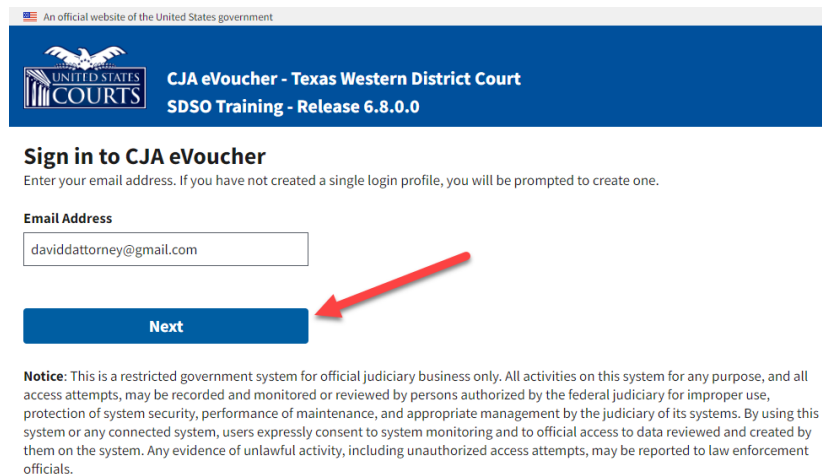 An official website of the United States government
UNITED STATES
COURTS
CJA eVoucher - Texas Western District Court
SDSO Training - Release 6.8.0.0
Sign in to CJA eVoucher
Enter your email address. If you have not created a single login profile, you will be prompted to create one.
Email Address
daviddattorney@gmail.com
Next
Notice: This is a restricted government system for official judiciary business only. All activities on this system for any purpose, and all
access attempts, may be recorded and monitored or reviewed by persons authorized by the federal judiciary for improper use,
protection of system security, performance of maintenance, and appropriate management by the judiciary of its systems. By using this
system or any connected system, users expressly consent to system monitoring and to official access to data reviewed and created by
them on the system. Any evidence of unlawful activity, including unauthorized access attempts, may be reported to law enforcement
officials.